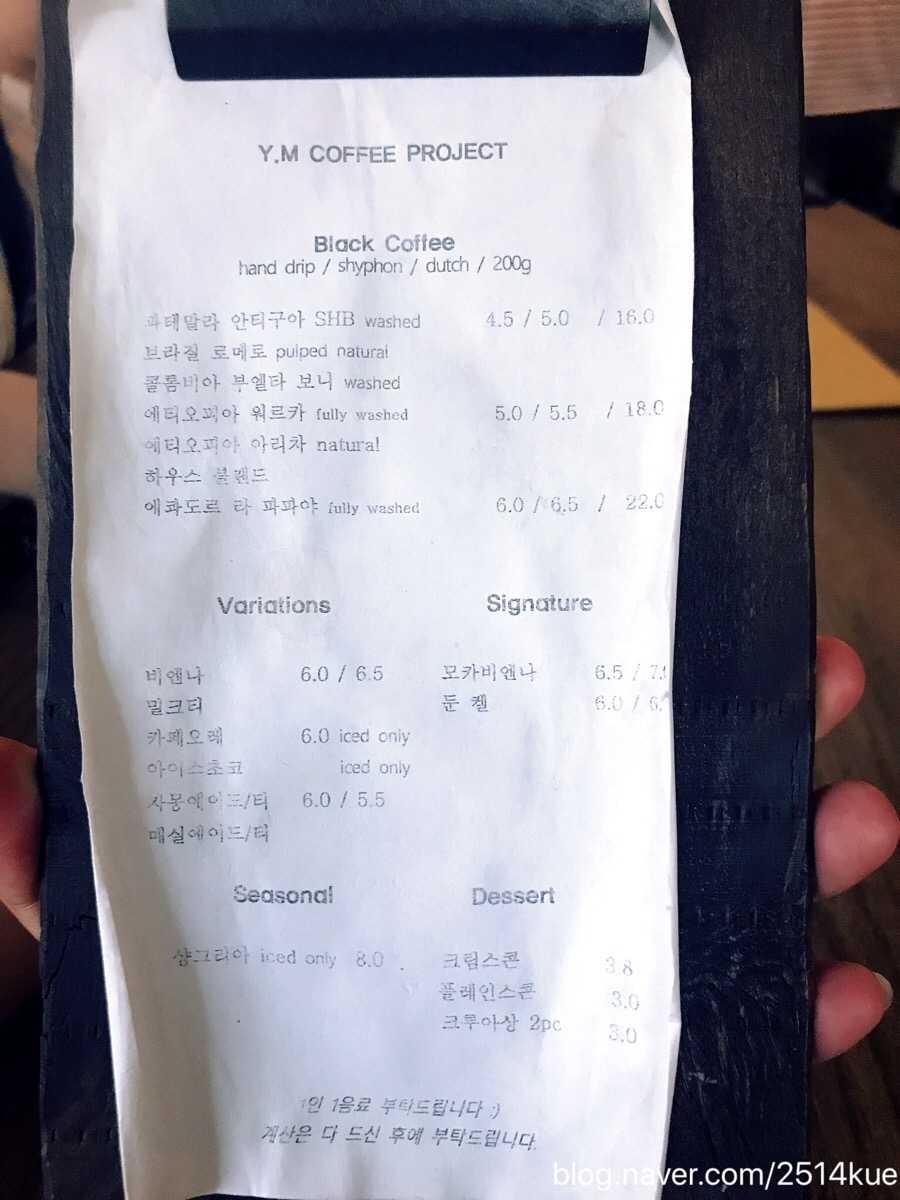 Y.M COFFEE PROJECT
Black Coffee
hand drip / shyphon / dutch / 200g
과테말라 안티구아 SHB washed 4.5 / 5.0 / 16.0
브라질 로메로 pulped natural
콜롬비아 부엘타 보니 washed
에티오피아 워르카 fully washed 5.0 / 5.5 / 18.0
에티오피아 아리차 natural
하우스 블랜드
에콰도르 라 파파야 fully washed 6.0 / 6.5 / 22.0
Variations
Signature
비엔나 6.0 / 6.5
모카비엔나 6.5 / 7.
밀크티
둔 켈 6.0 / 6.
카페오레 6.0 iced only
아이스초코 iced only
자몽에이드/티 6.0 / 5.5
매실에이드/티
Seasonal
Dessert
샹그리아 iced only 8.0
크림스콘 3.8
플레인스콘 3.0
크루아상 2pc 3.0
1인 1음료 부탁드립니다 :)
계산은 다 드신 후에 부탁드립니다.
blog.naver.com/2514kue